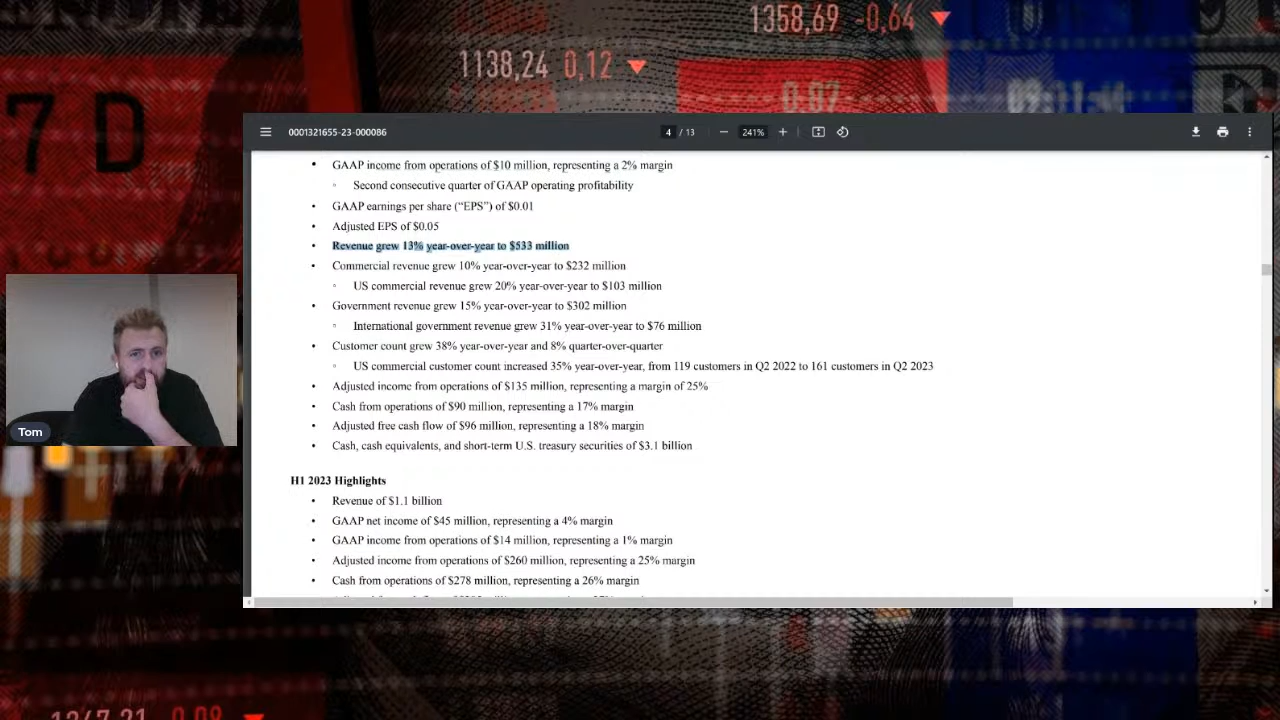 1358,69 -0,64
1138,24 0,12
7 D
0001321655-23-000086
4 / 13
241%
• GAAP income from operations of $10 million, representing a 2% margin
◦ Second consecutive quarter of GAAP operating profitability
• GAAP earnings per share (“EPS”) of $0.01
• Adjusted EPS of $0.05
• Revenue grew 13% year-over-year to $533 million
• Commercial revenue grew 10% year-over-year to $232 million
◦ US commercial revenue grew 20% year-over-year to $103 million
• Government revenue grew 15% year-over-year to $302 million
◦ International government revenue grew 31% year-over-year to $76 million
• Customer count grew 38% year-over-year and 8% quarter-over-quarter
◦ US commercial customer count increased 35% year-over-year, from 119 customers in Q2 2022 to 161 customers in Q2 2023
• Adjusted income from operations of $135 million, representing a margin of 25%
• Cash from operations of $90 million, representing a 17% margin
• Adjusted free cash flow of $96 million, representing a 18% margin
• Cash, cash equivalents, and short-term U.S. treasury securities of $3.1 billion
H1 2023 Highlights
• Revenue of $1.1 billion
• GAAP net income of $45 million, representing a 4% margin
• GAAP income from operations of $14 million, representing a 1% margin
• Adjusted income from operations of $260 million, representing a 25% margin
• Cash from operations of $278 million, representing a 26% margin
Tom